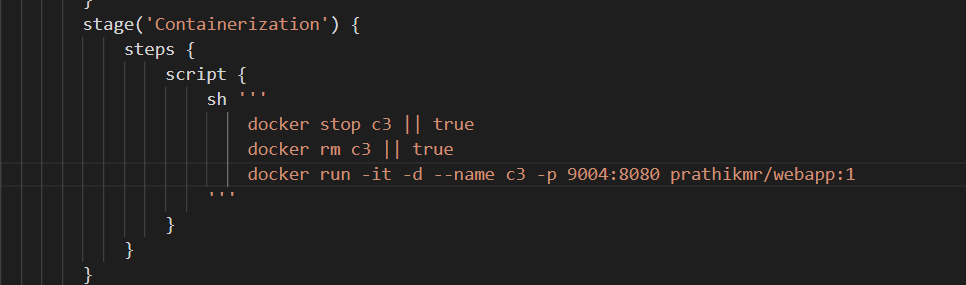 }
stage('Containerization') {
steps {
script {
sh '''
docker stop c3 || true
docker rm c3 || true
docker run -it -d --name c3 -p 9004:8080 prathikmr/webapp:1
'''
}
}
}